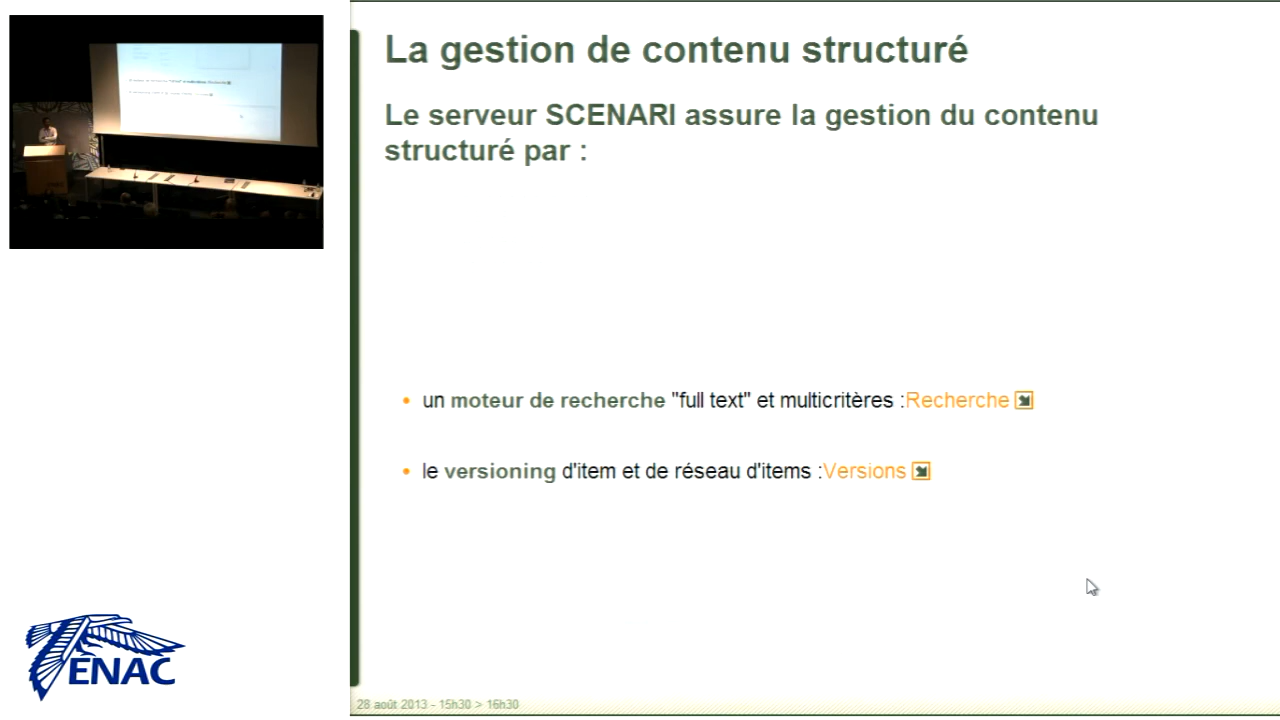 La gestion de contenu structuré
Le serveur SCENARI assure la gestion du contenu
structuré par :
• un moteur de recherche "full text" et multicritères :Recherche
• le versioning d'item et de réseau d'items :Versions
ENAC
28 août 2013 - 15h30 > 16h30